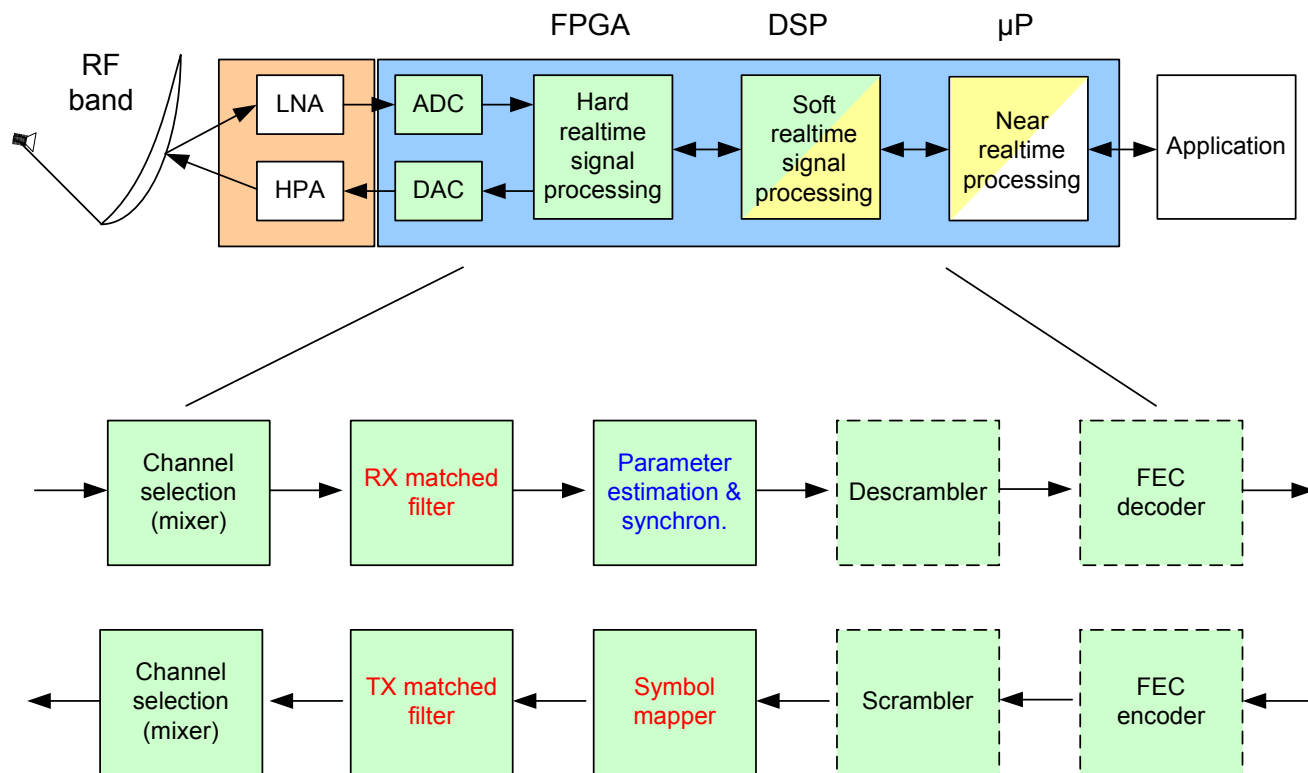 FPGA
DSP
µP
RF
band
LNA
HPA
ADC
DAC
Hard
realtime
signal
processing
Soft
realtime
signal
processing
Near
realtime
processing
Application
Channel
selection
(mixer)
RX matched
filter
Parameter
estimation &
synchron.
Descrambler
FEC
decoder
Channel
selection
(mixer)
TX matched
filter
Symbol
mapper
Scrambler
FEC
encoder